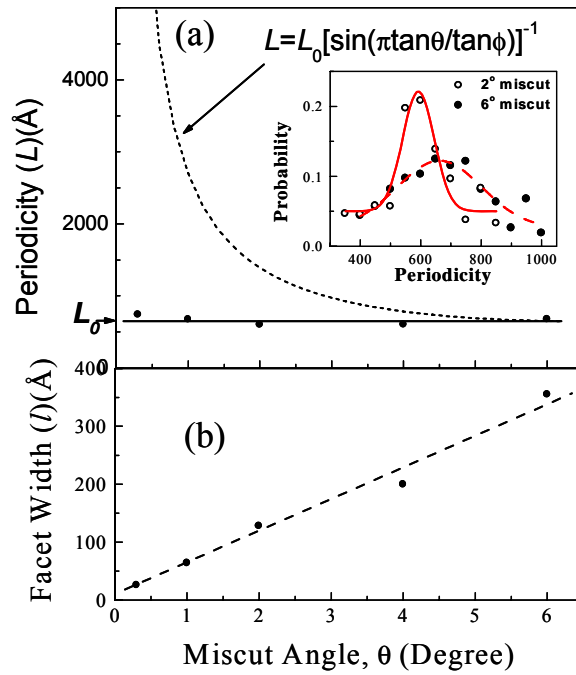 (a)
L=L₀[sin(πtanθ/tanϕ)]⁻¹
Periodicity (L)(Å)
4000
2000
L₀
0
Probability
0.2
0.1
0.0
2° miscut
6° miscut
400 600 800 1000
Periodicity
(b)
Facet Width (l)(Å)
400
300
200
100
0
0 1 2 3 4 5 6
Miscut Angle, θ (Degree)